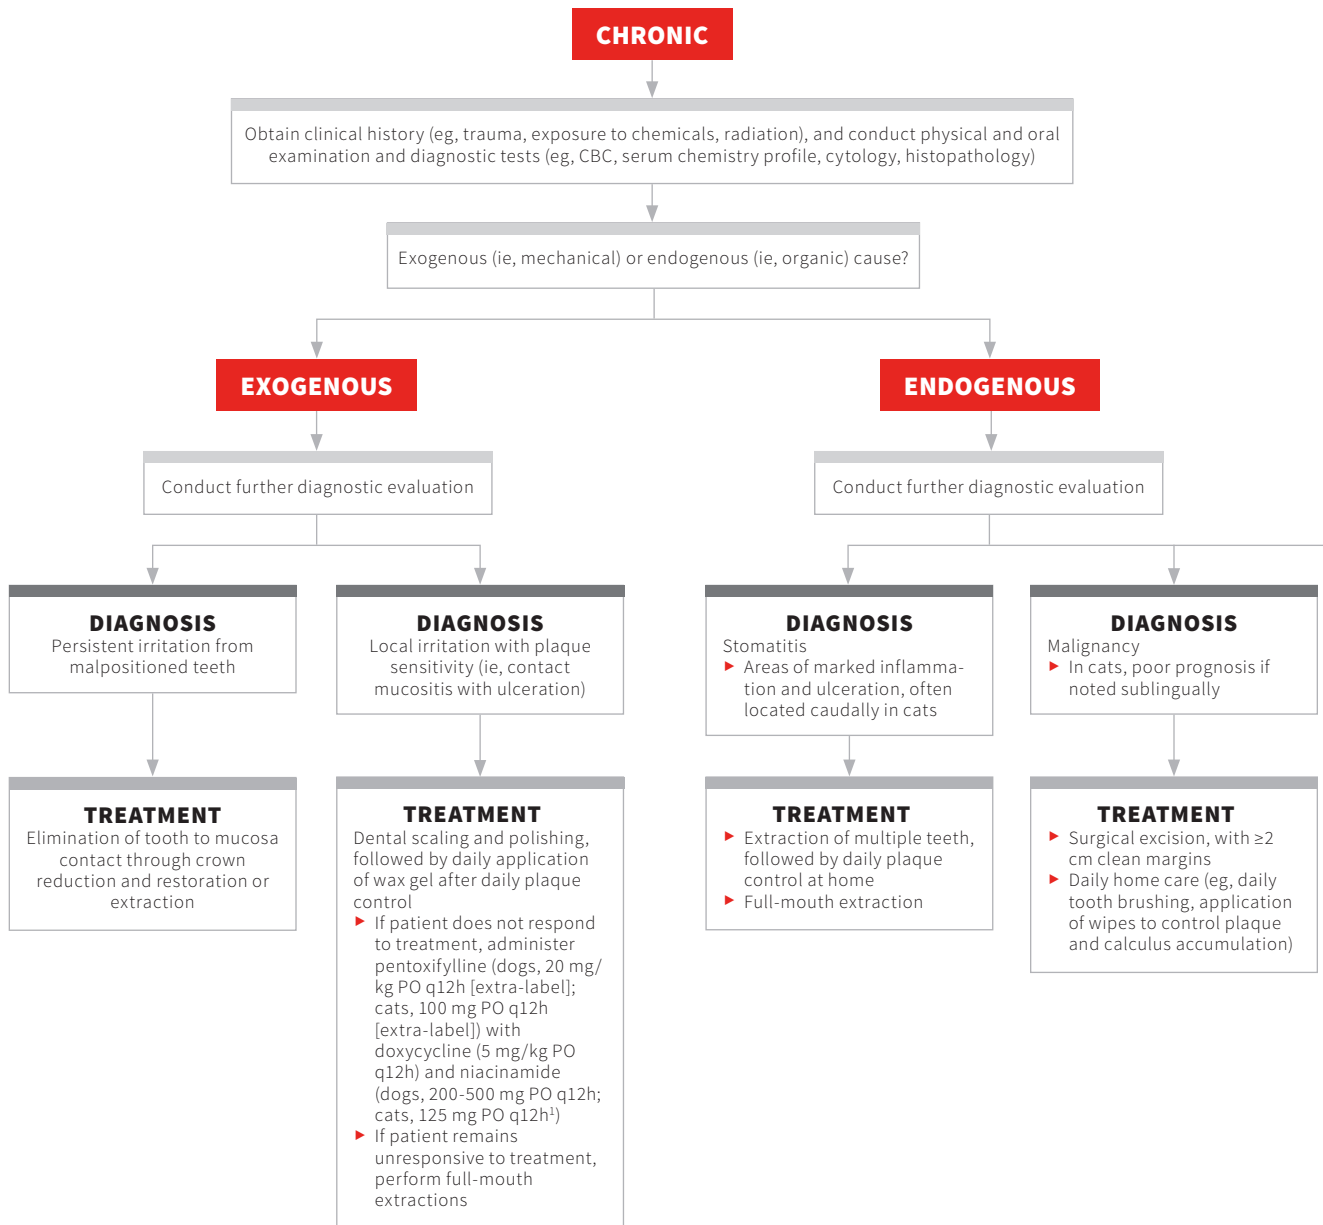 CHRONIC
Obtain clinical history (eg, trauma, exposure to chemicals, radiation), and conduct physical and oral
examination and diagnostic tests (eg, CBC, serum chemistry profile, cytology, histopathology)
Exogenous (ie, mechanical) or endogenous (ie, organic) cause?
EXOGENOUS
ENDOGENOUS
Conduct further diagnostic evaluation
Conduct further diagnostic evaluation
DIAGNOSIS
Persistent irritation from
malpositioned teeth
DIAGNOSIS
Local irritation with plaque
sensitivity (ie, contact
mucositis with ulceration)
DIAGNOSIS
Stomatitis
► Areas of marked inflamma-
tion and ulceration, often
located caudally in cats
DIAGNOSIS
Malignancy
► In cats, poor prognosis if
noted sublingually
TREATMENT
Elimination of tooth to mucosa
contact through crown
reduction and restoration or
extraction
TREATMENT
Dental scaling and polishing,
followed by daily application
of wax gel after daily plaque
control
► If patient does not respond
to treatment, administer
pentoxifylline (dogs, 20 mg/
kg PO q12h [extra-label];
cats, 100 mg PO q12h
[extra-label]) with
doxycycline (5 mg/kg PO
q12h) and niacinamide
(dogs, 200-500 mg PO q12h;
cats, 125 mg PO q12h¹)
► If patient remains
unresponsive to treatment,
perform full-mouth
extractions
TREATMENT
► Extraction of multiple teeth,
followed by daily plaque
control at home
► Full-mouth extraction
TREATMENT
► Surgical excision, with ≥2
cm clean margins
► Daily home care (eg, daily
tooth brushing, application
of wipes to control plaque
and calculus accumulation)